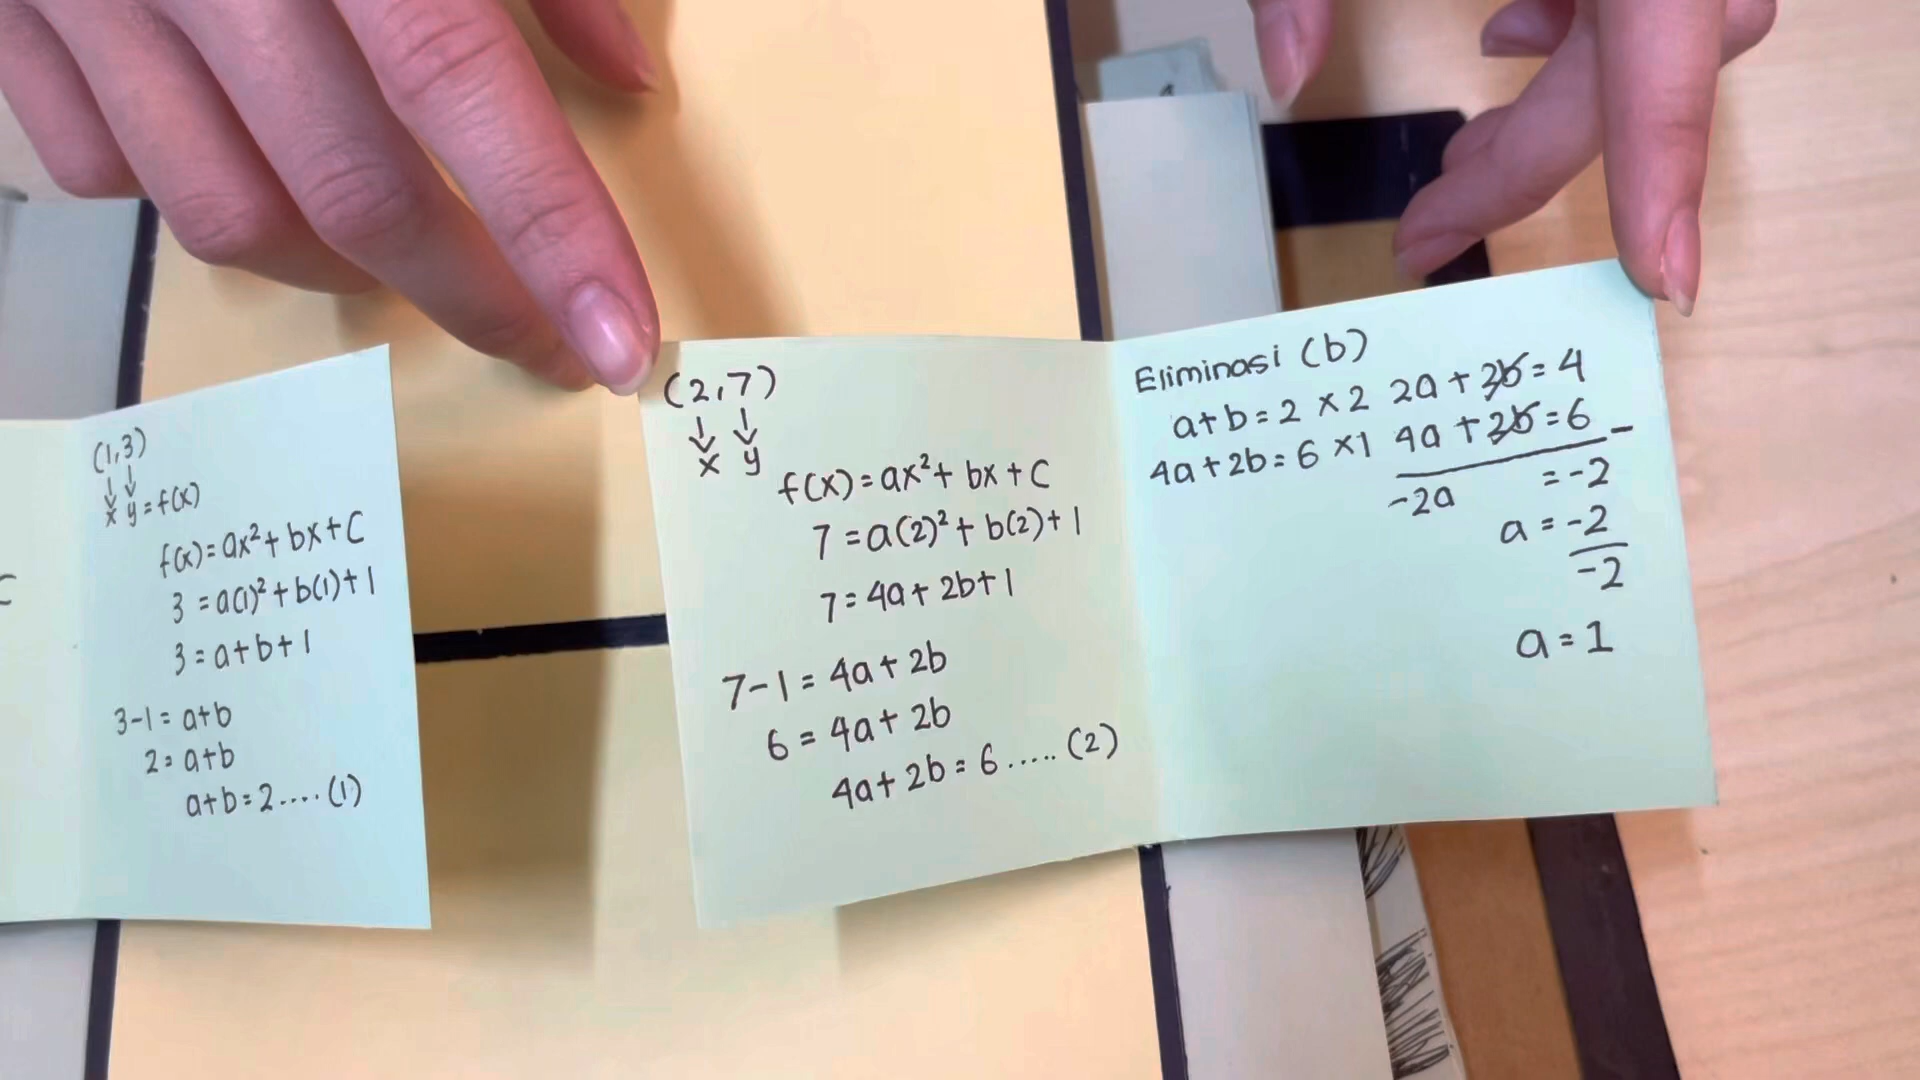 C
(1,3)
↓ ↓
x y = f(x)
f(x) = ax² + bx + C
3 = a(1)² + b(1) + 1
3 = a + b + 1
3-1 = a+b
2 = a+b
a+b = 2 .... (1)
(2,7)
↓ ↓
x y
f(x) = ax² + bx + C
7 = a(2)² + b(2) + 1
7 = 4a + 2b + 1
7-1 = 4a + 2b
6 = 4a + 2b
4a + 2b = 6 ..... (2)
Eliminasi (b)
a+b = 2 ×2 2a + 2b = 4
4a + 2b = 6 ×1 4a + 2b = 6 -
-2a = -2
a = -2
-2
a = 1